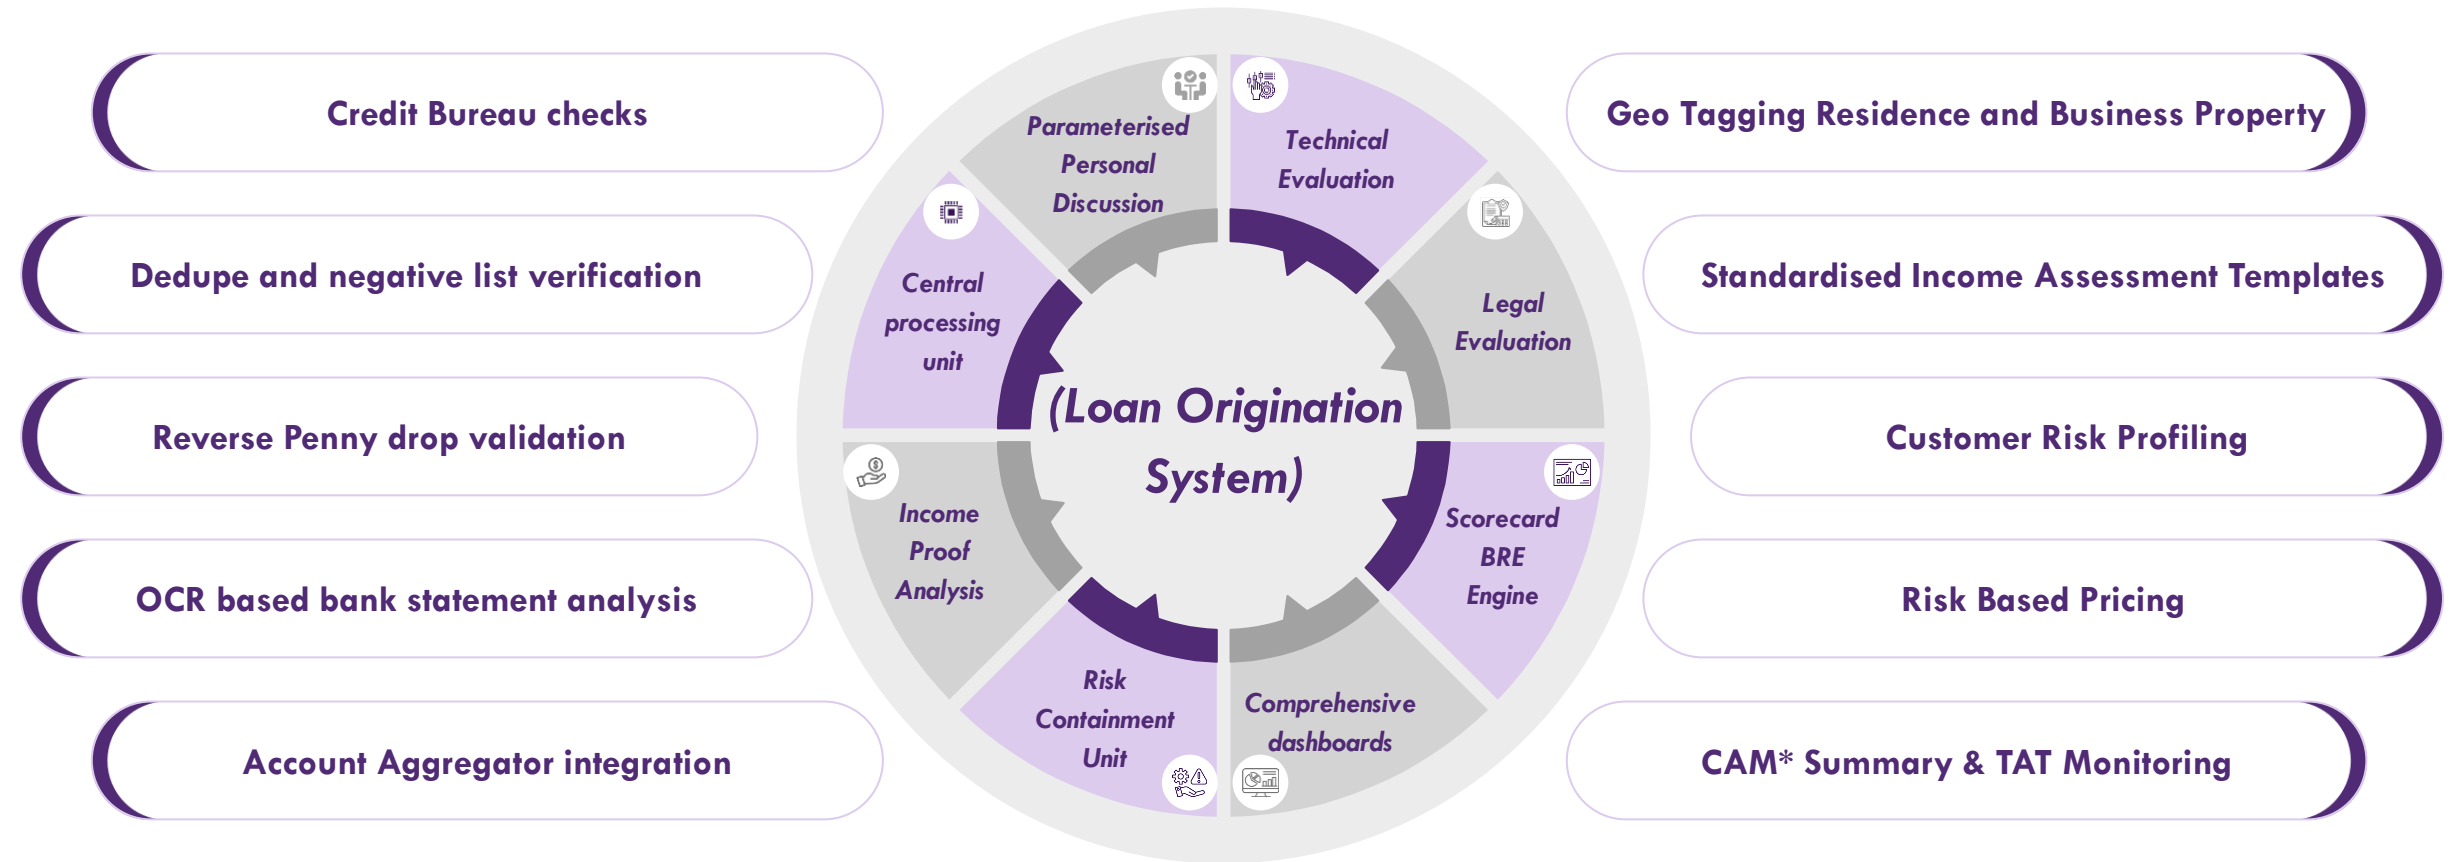 Credit Bureau checks
Dedupe and negative list verification
Reverse Penny drop validation
OCR based bank statement analysis
Account Aggregator integration
Parameterised
Personal
Discussion
Technical
Evaluation
Central
processing
unit
Legal
Evaluation
(Loan Origination
System)
Income
Proof
Analysis
Scorecard
BRE
Engine
Risk
Containment
Unit
Comprehensive
dashboards
Geo Tagging Residence and Business Property
Standardised Income Assessment Templates
Customer Risk Profiling
Risk Based Pricing
CAM* Summary & TAT Monitoring